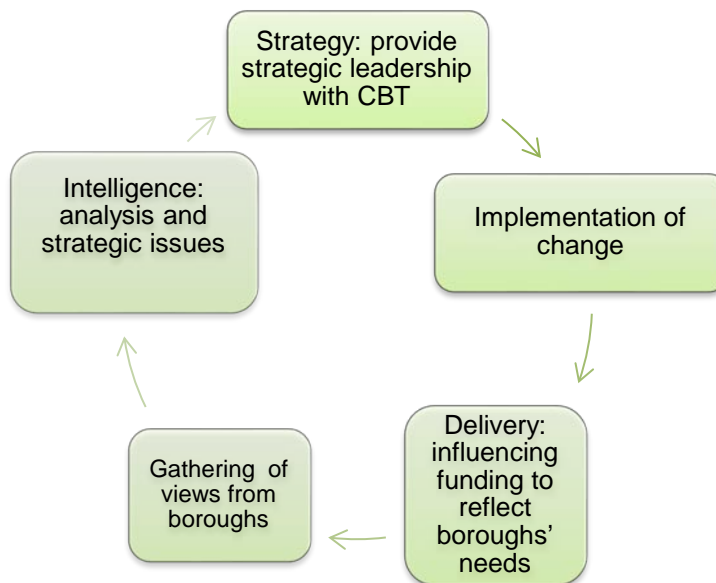 Strategy: provide
strategic leadership
with CBT
Implementation of
change
Delivery:
influencing
funding to
reflect
boroughs’
needs
Gathering of
views from
boroughs
Intelligence:
analysis and
strategic issues